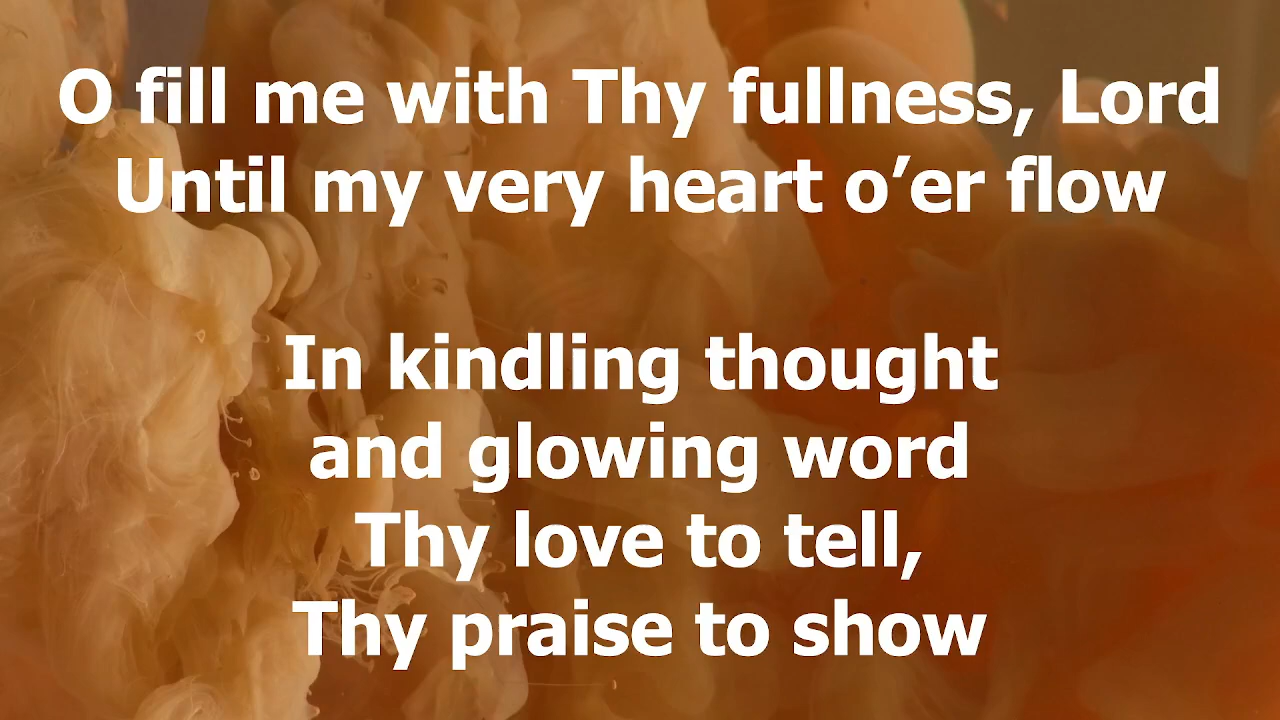 O fill me with Thy fullness, Lord
Until my very heart o’er flow
In kindling thought
and glowing word
Thy love to tell,
Thy praise to show